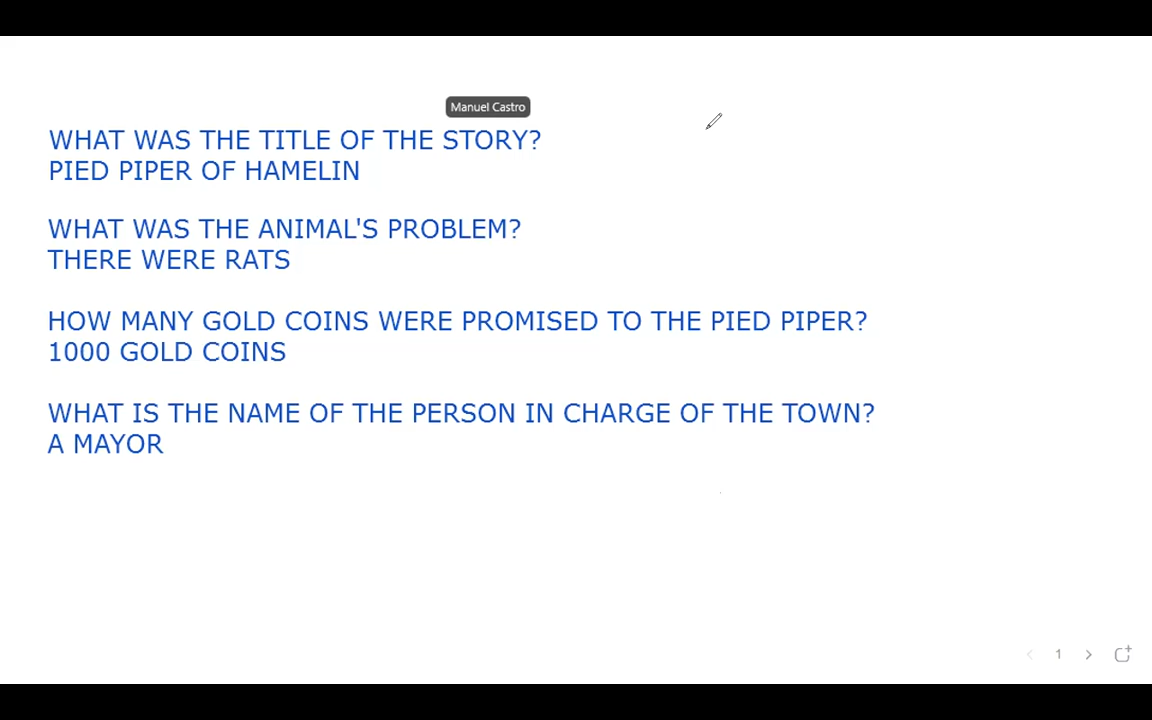 Manuel Castro
WHAT WAS THE TITLE OF THE STORY?
PIED PIPER OF HAMELIN
WHAT WAS THE ANIMAL'S PROBLEM?
THERE WERE RATS
HOW MANY GOLD COINS WERE PROMISED TO THE PIED PIPER?
1000 GOLD COINS
WHAT IS THE NAME OF THE PERSON IN CHARGE OF THE TOWN?
A MAYOR
1